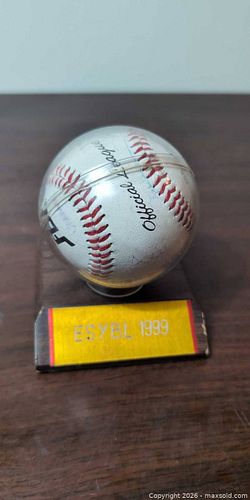 Official League
ESYBL 1999
Copyright 2026 - maxsold.com